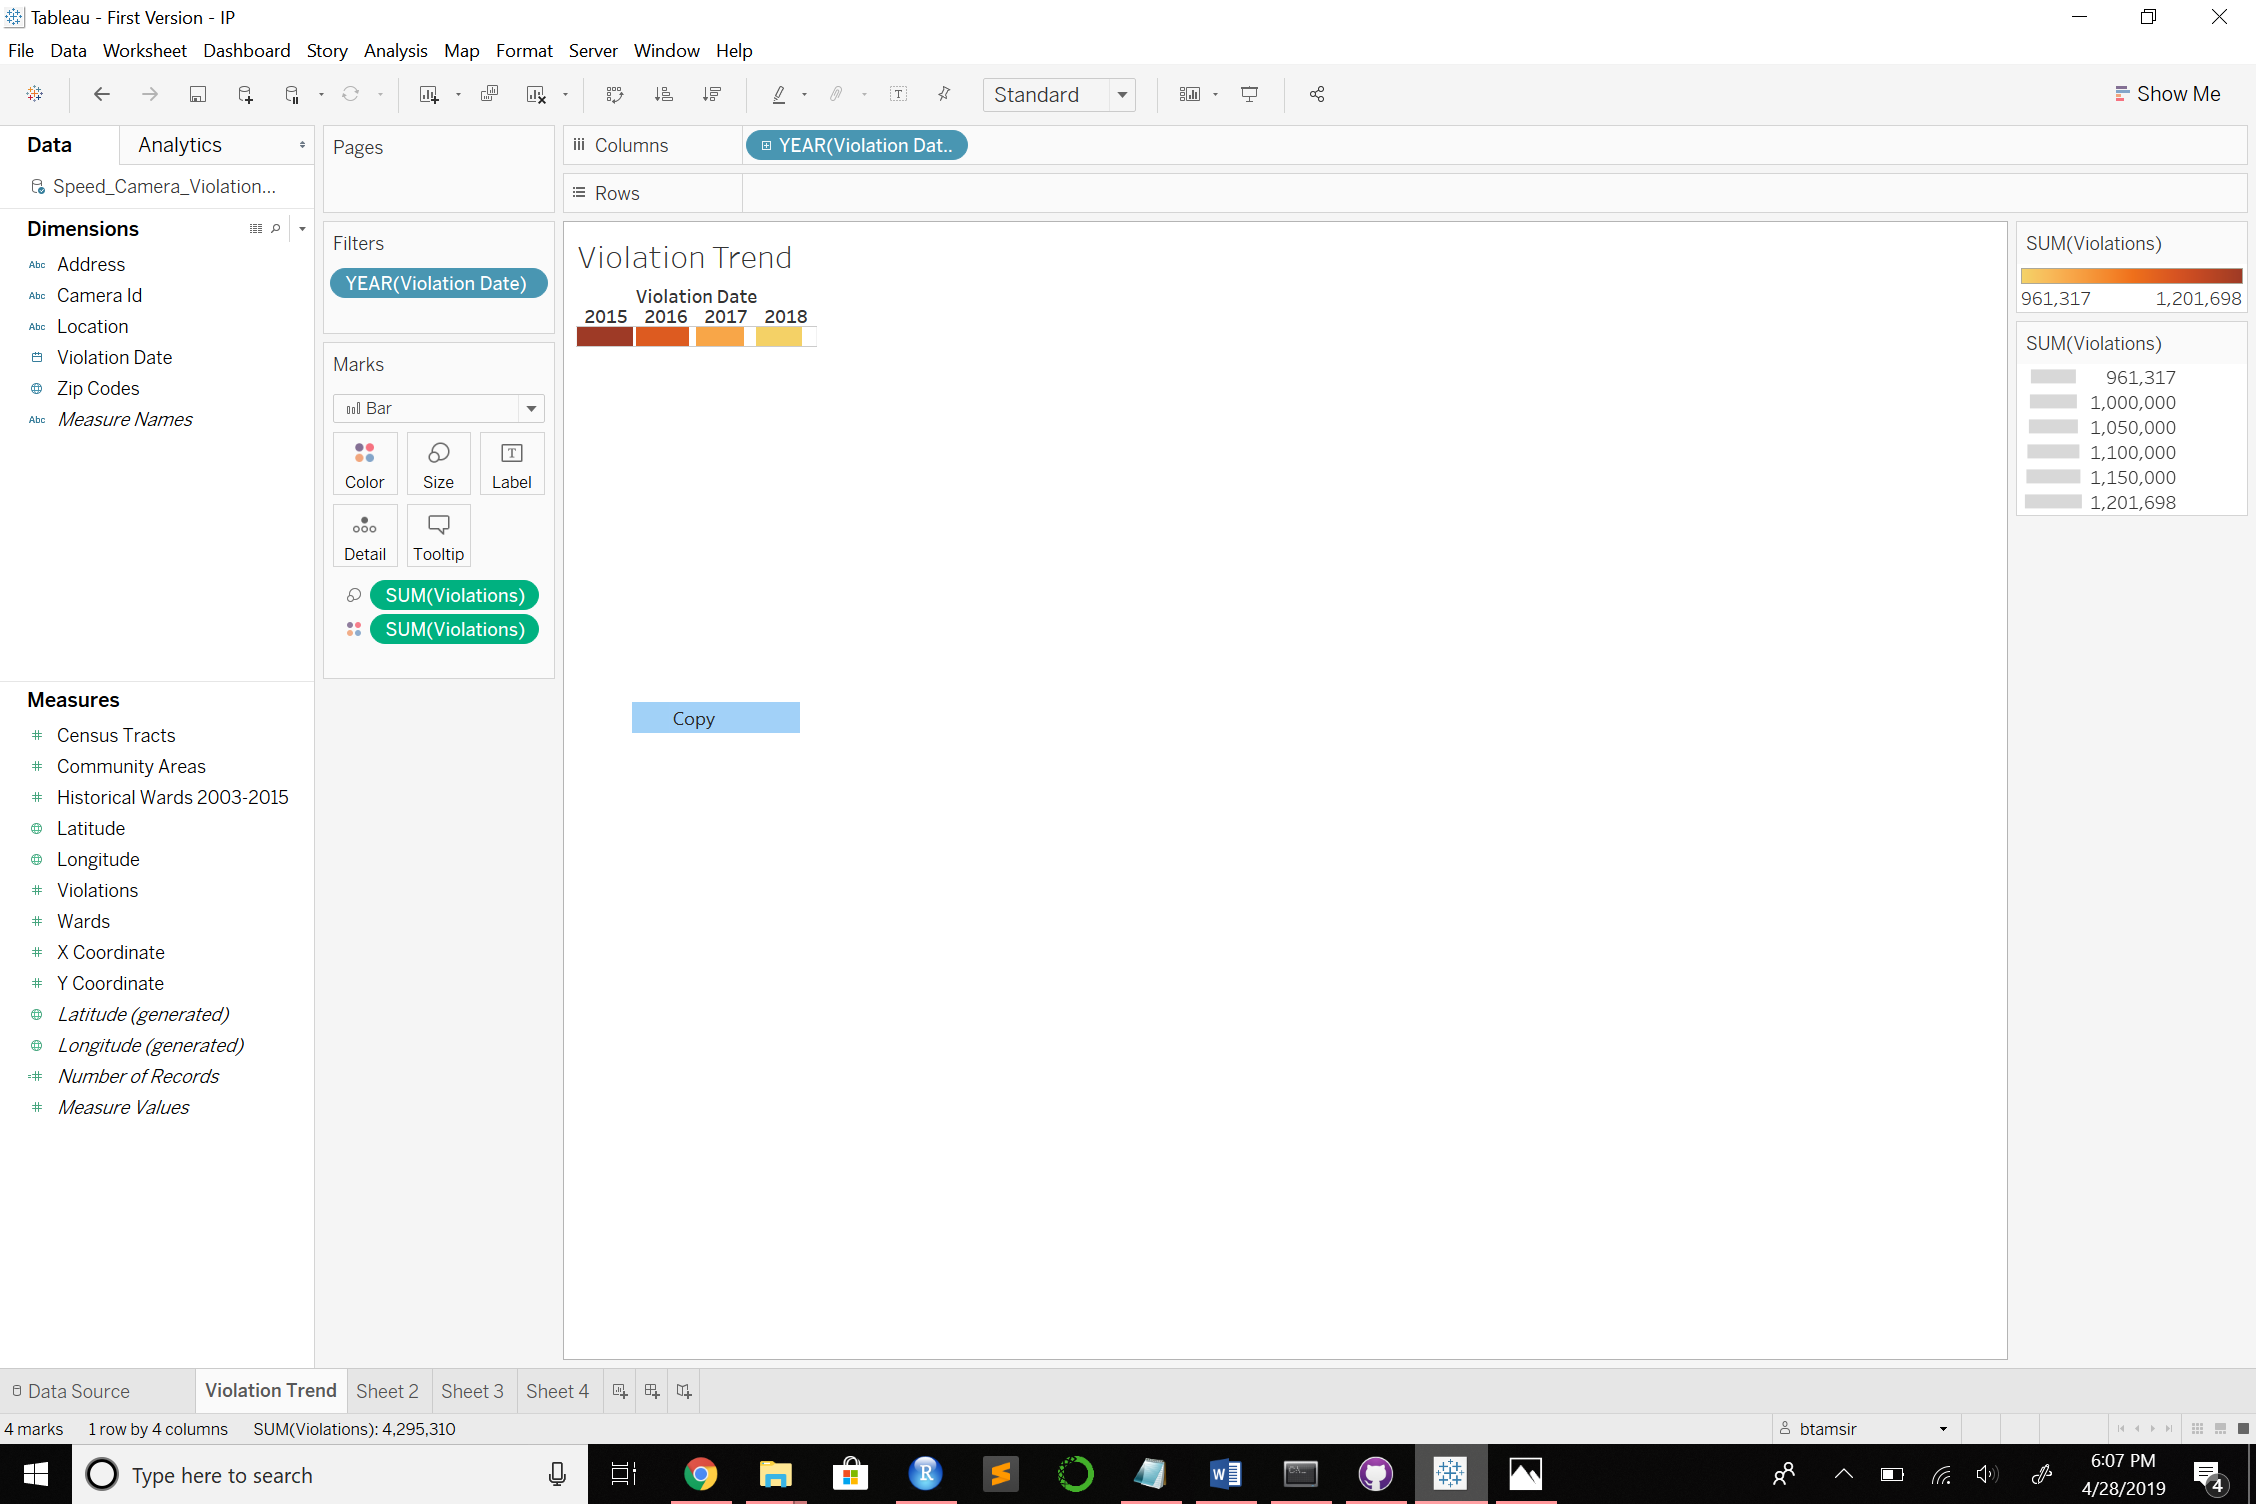 Tableau - First Version - IP
File Data Worksheet Dashboard Story Analysis Map Format Server Window Help
Standard
Show Me
Data Analytics
Speed_Camera_Violation...
Dimensions
Abc Address
Abc Camera Id
Abc Location
Violation Date
Zip Codes
Abc Measure Names
Measures
Census Tracts
Community Areas
Historical Wards 2003-2015
Latitude
Longitude
Violations
Wards
X Coordinate
Y Coordinate
Latitude (generated)
Longitude (generated)
Number of Records
Measure Values
Pages
Filters
YEAR(Violation Date)
Marks
Bar
Color Size Label
Detail Tooltip
SUM(Violations)
SUM(Violations)
Columns YEAR(Violation Dat..
Rows
Violation Trend
Violation Date
2015 2016 2017 2018
Copy
SUM(Violations)
961,317 1,201,698
SUM(Violations)
961,317
1,000,000
1,050,000
1,100,000
1,150,000
1,201,698
Data Source Violation Trend Sheet 2 Sheet 3 Sheet 4
4 marks 1 row by 4 columns SUM(Violations): 4,295,310
btamsir
Type here to search
6:07 PM
4/28/2019
4